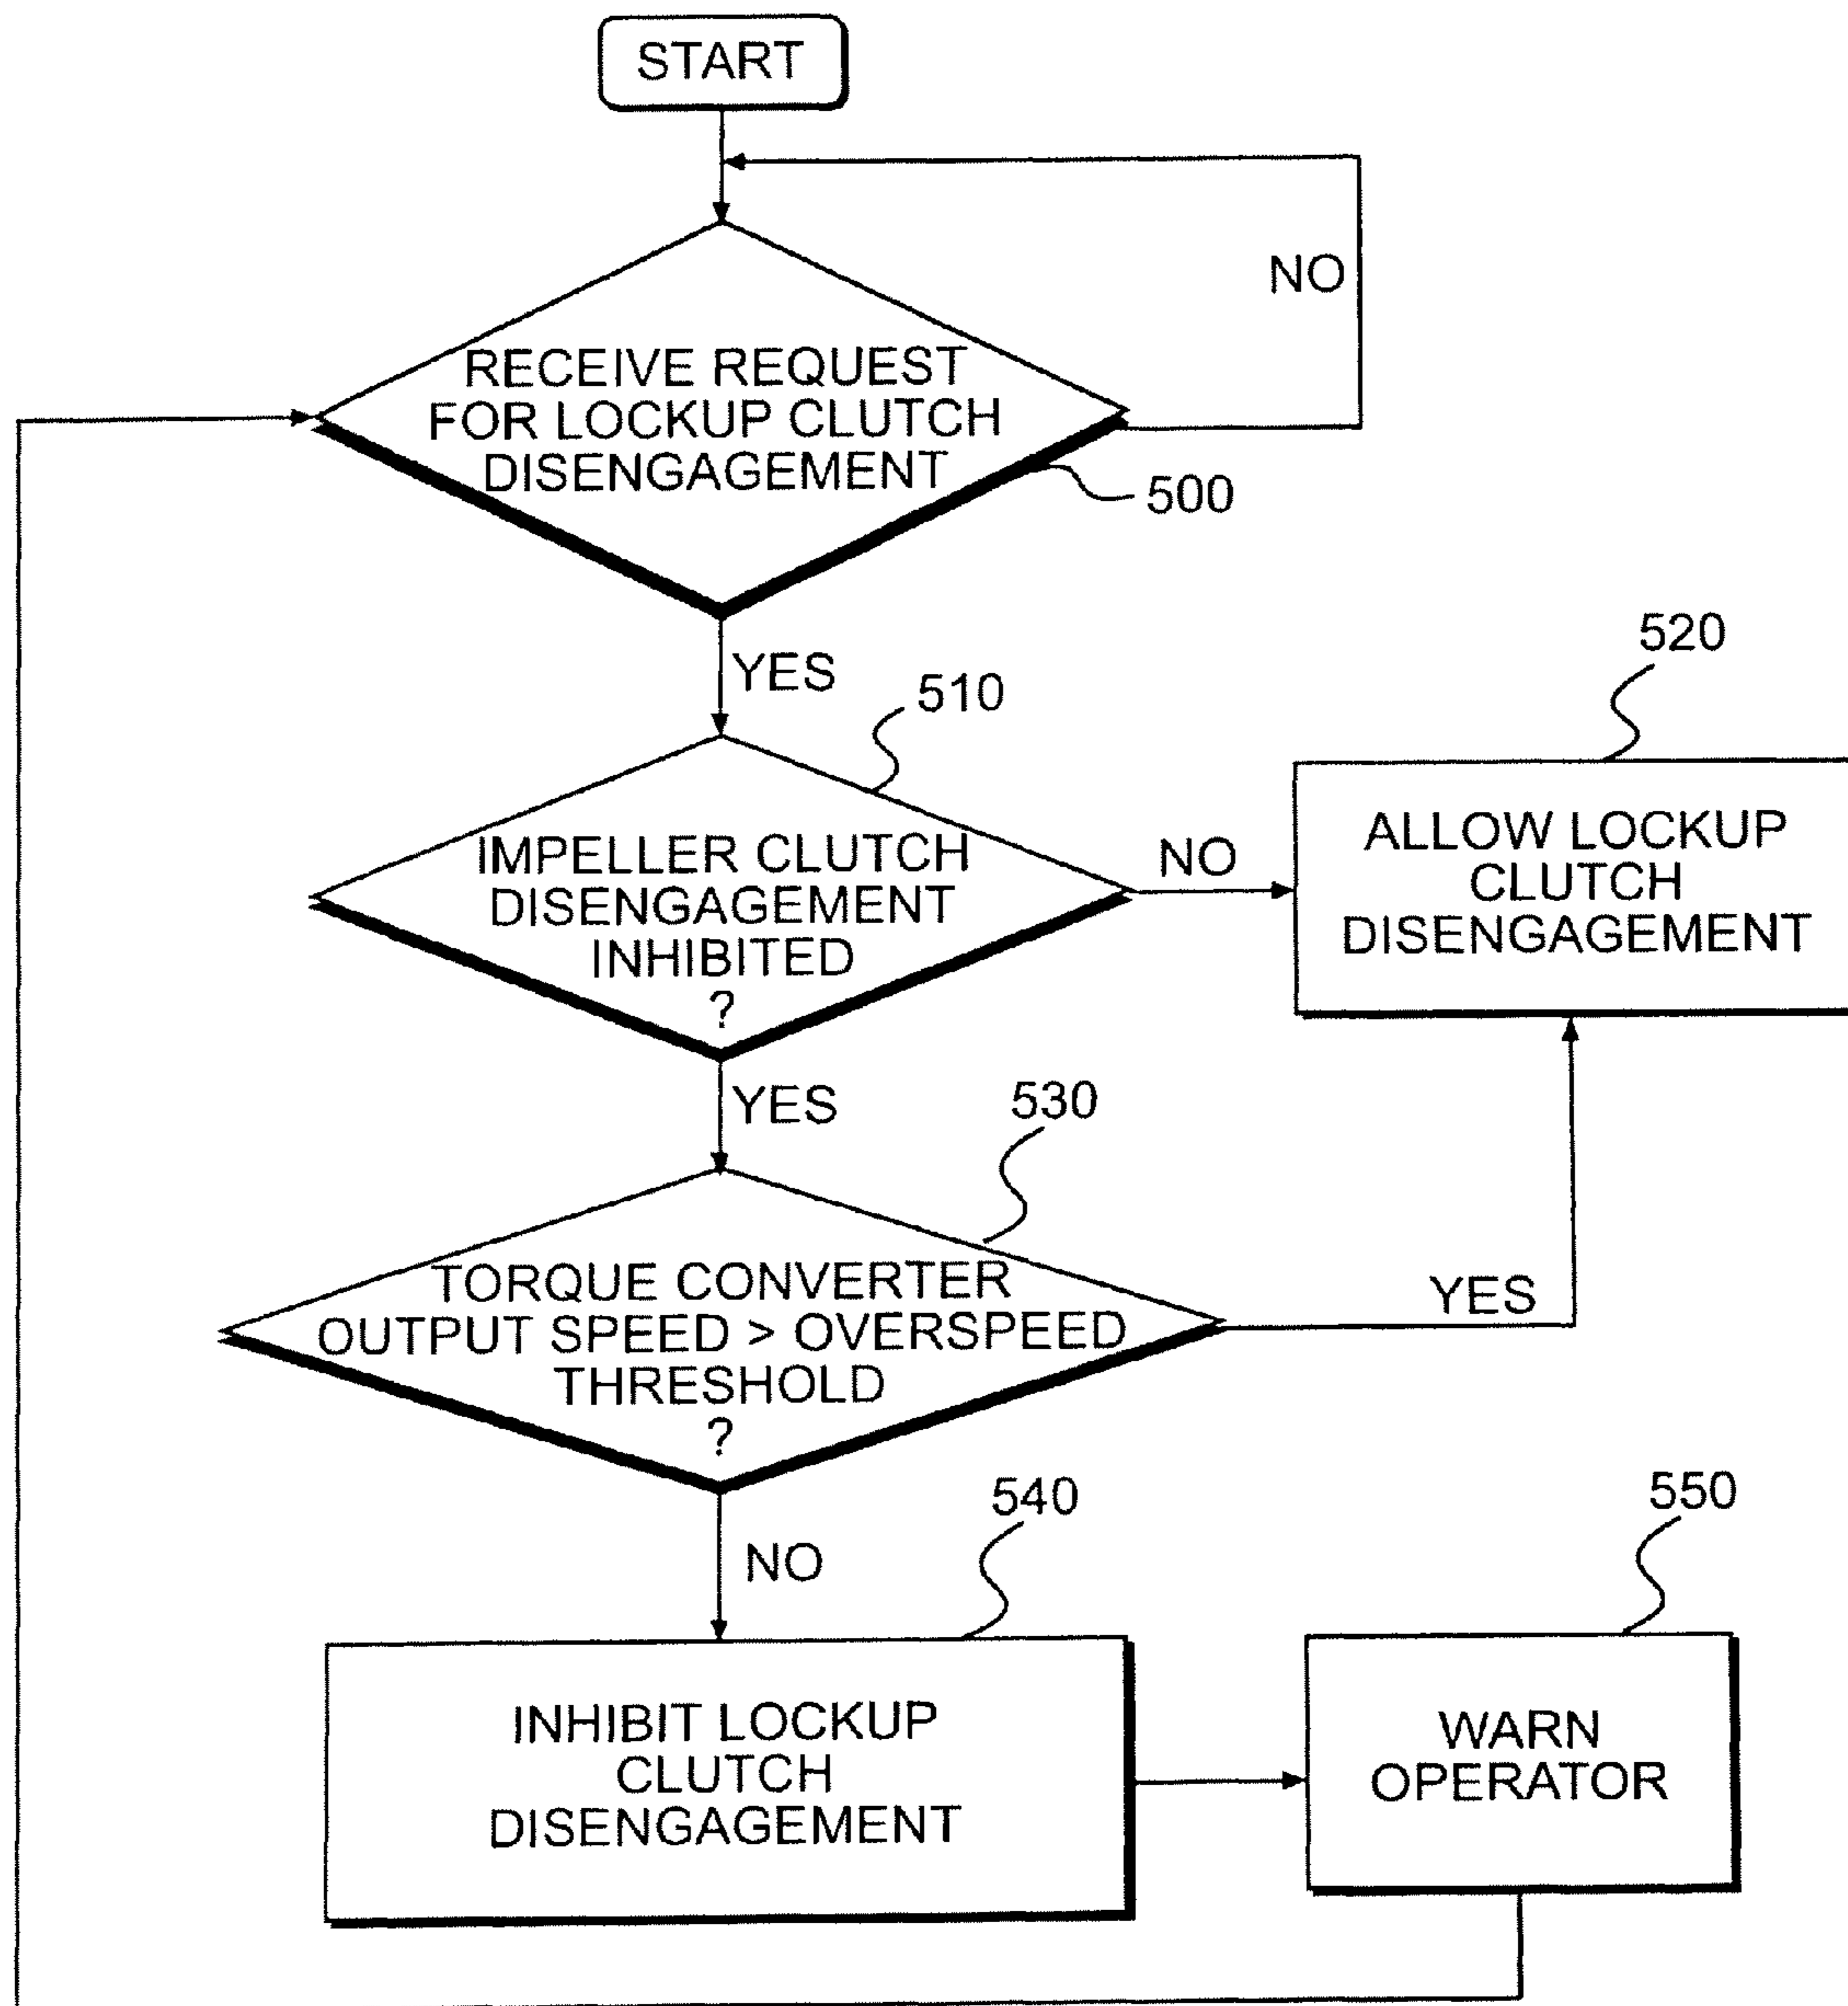 START
NO
RECEIVE REQUEST
FOR LOCKUP CLUTCH
DISENGAGEMENT
500
YES
510
520
IMPELLER CLUTCH
DISENGAGEMENT
INHIBITED
?
NO
ALLOW LOCKUP
CLUTCH
DISENGAGEMENT
YES
530
TORQUE CONVERTER
OUTPUT SPEED > OVERSPEED
THRESHOLD
?
YES
NO
540
550
INHIBIT LOCKUP
CLUTCH
DISENGAGEMENT
WARN
OPERATOR